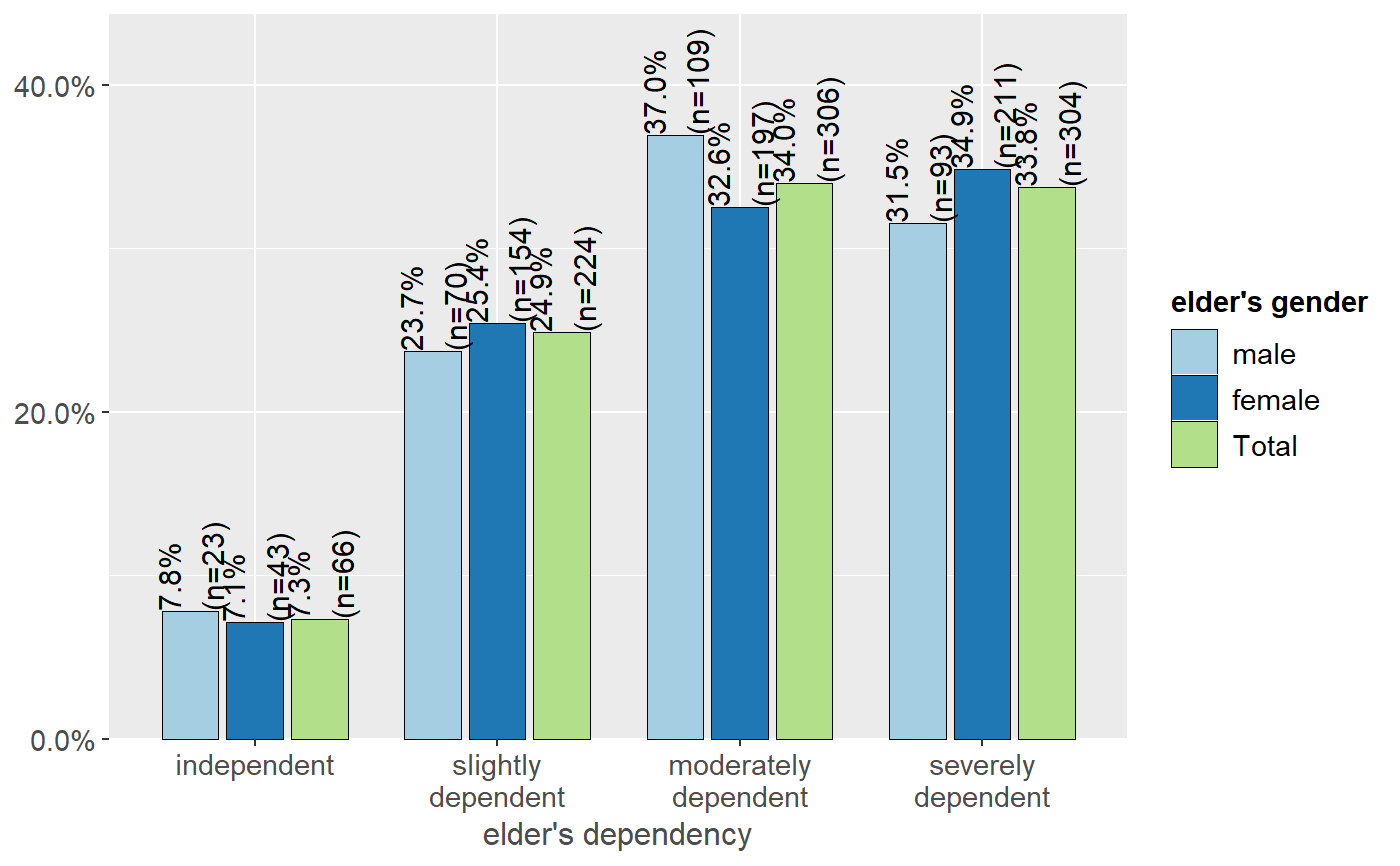 40.0%
20.0%
0.0%
7.8%
(n=23)
7.1%
(n=43)
7.3%
(n=66)
23.7%
(n=70)
25.4%
(n=154)
24.9%
(n=224)
37.0%
(n=109)
32.6%
(n=197)
34.0%
(n=306)
31.5%
(n=93)
34.9%
(n=211)
33.8%
(n=304)
independent
slightly
dependent
moderately
dependent
severely
dependent
elder's dependency
elder's gender
male
female
Total